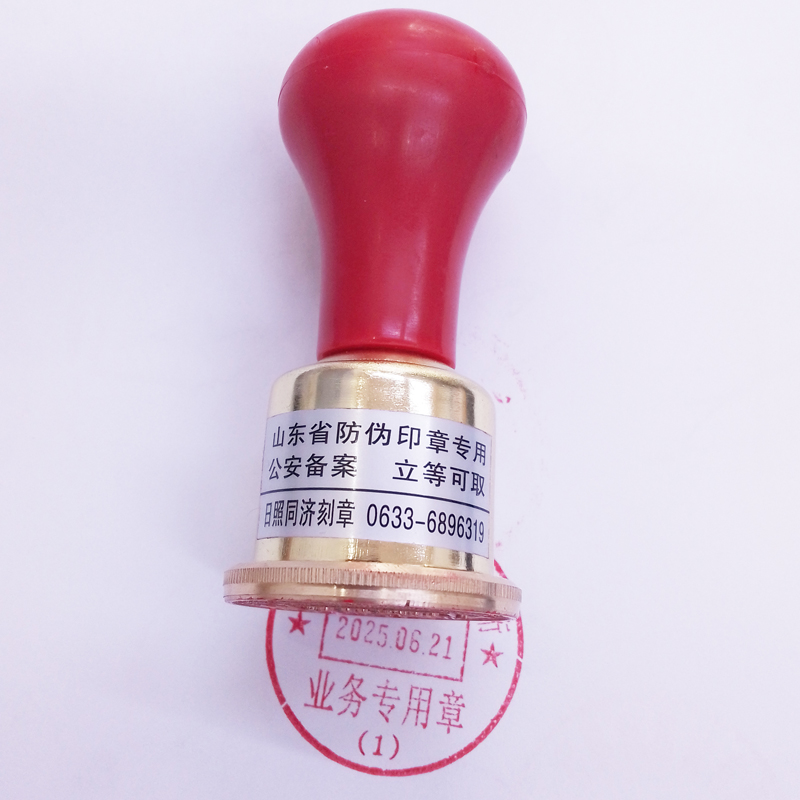 山东省防伪印章专用
公安备案 立等可取
日照同济刻章 0633-6896319
2025.06.21
业务专用章
(1)